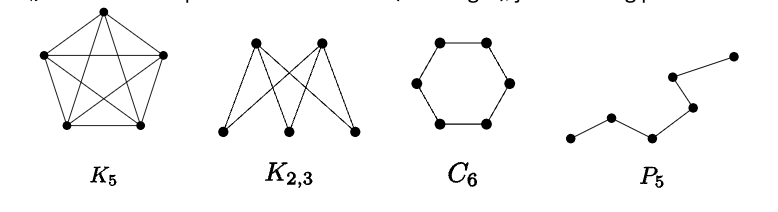 K₅ K₂,₃ C₆ P₅